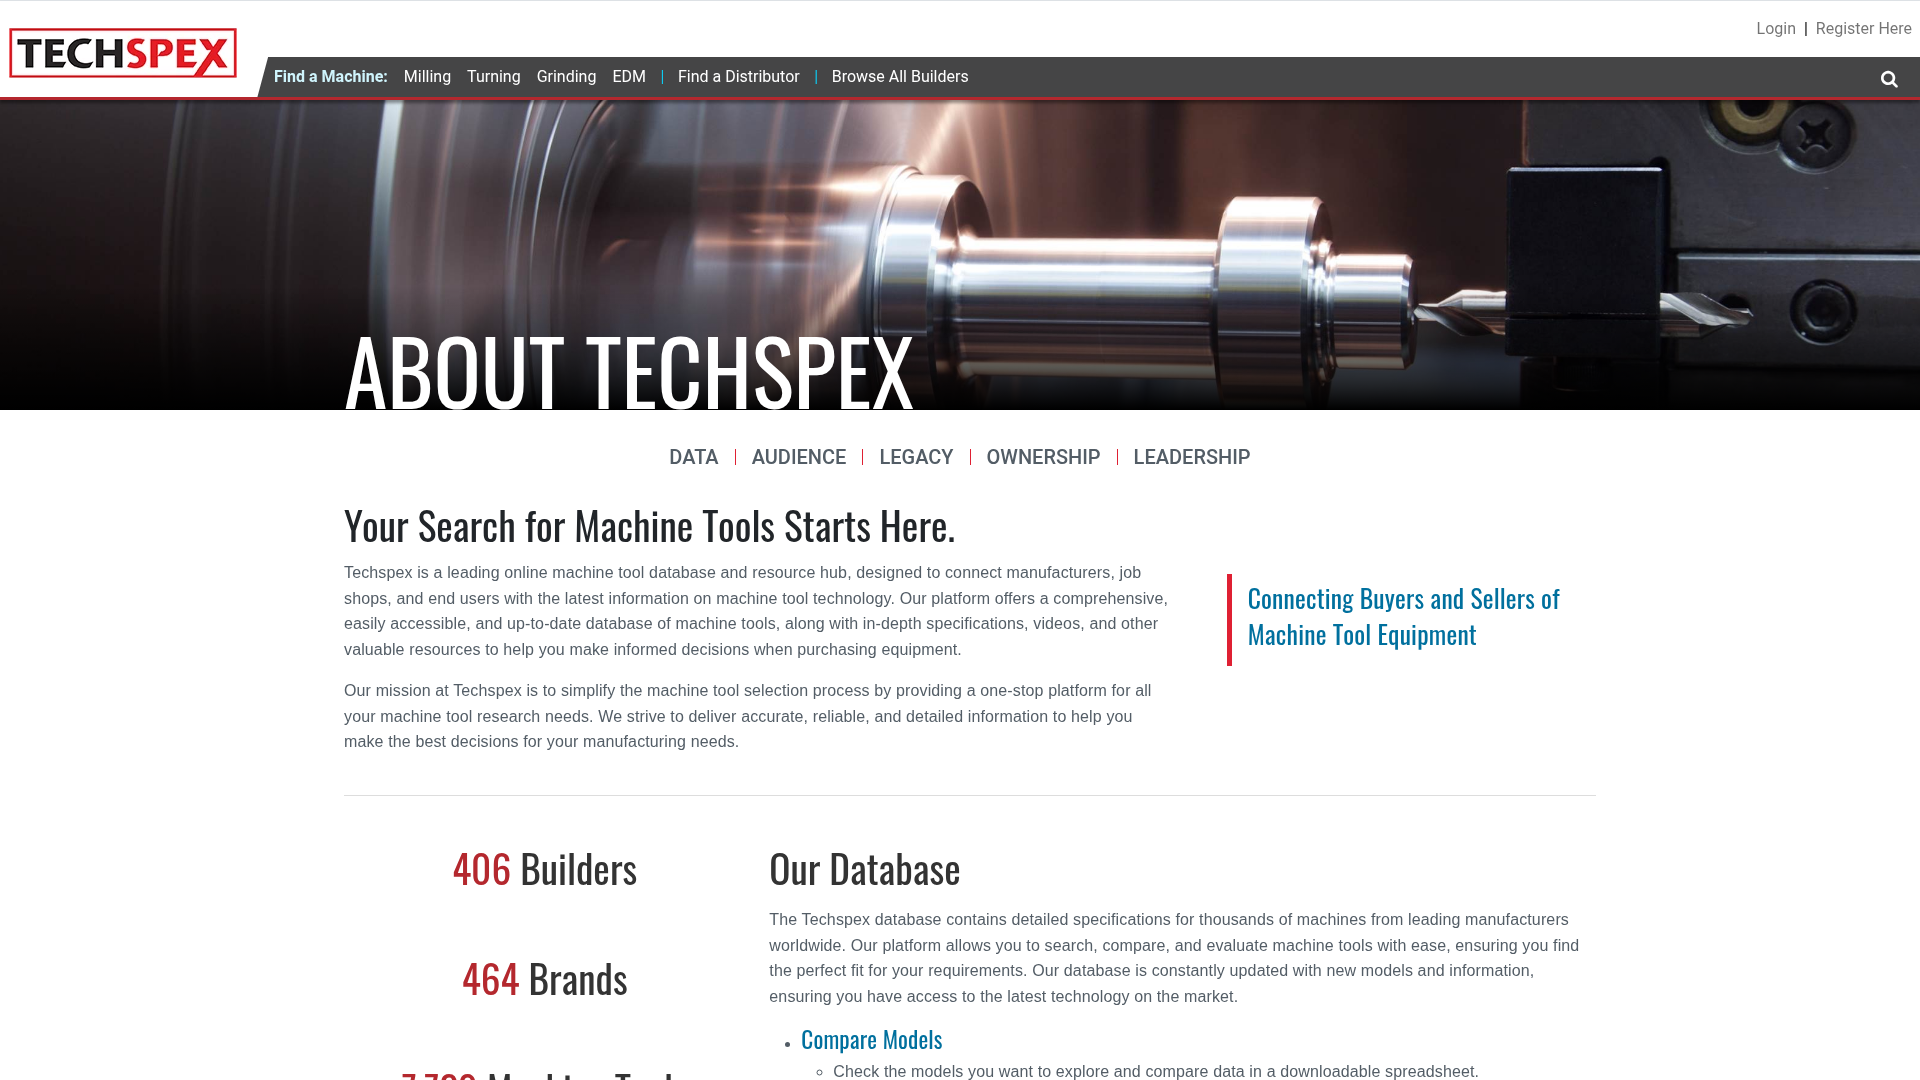 Login | Register Here
TECHSPEX
Find a Machine: Milling Turning Grinding EDM | Find a Distributor | Browse All Builders
ABOUT TECHSPEX
DATA | AUDIENCE | LEGACY | OWNERSHIP | LEADERSHIP
Your Search for Machine Tools Starts Here.
Techspex is a leading online machine tool database and resource hub, designed to connect manufacturers, job
shops, and end users with the latest information on machine tool technology. Our platform offers a comprehensive,
easily accessible, and up-to-date database of machine tools, along with in-depth specifications, videos, and other
valuable resources to help you make informed decisions when purchasing equipment.
Our mission at Techspex is to simplify the machine tool selection process by providing a one-stop platform for all
your machine tool research needs. We strive to deliver accurate, reliable, and detailed information to help you
make the best decisions for your manufacturing needs.
Connecting Buyers and Sellers of
Machine Tool Equipment
406 Builders
464 Brands
Our Database
The Techspex database contains detailed specifications for thousands of machines from leading manufacturers
worldwide. Our platform allows you to search, compare, and evaluate machine tools with ease, ensuring you find
the perfect fit for your requirements. Our database is constantly updated with new models and information,
ensuring you have access to the latest technology on the market.
Compare Models
Check the models you want to explore and compare data in a downloadable spreadsheet.